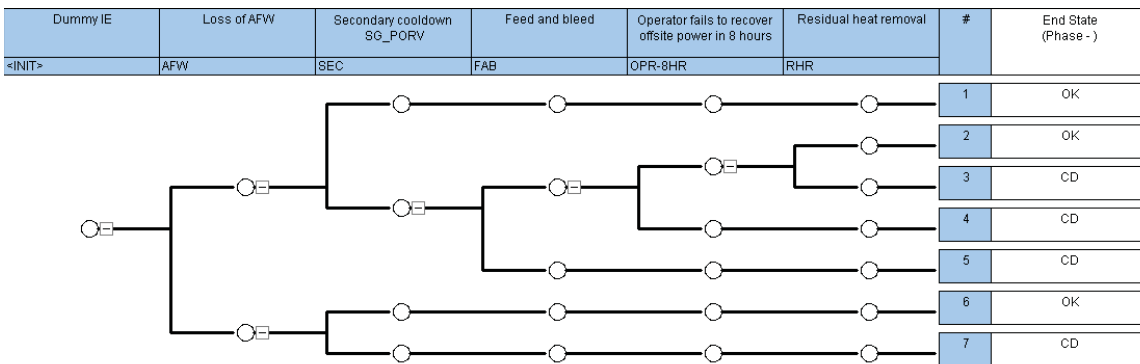 Dummy IE
Loss of AFW
Secondary cooldown
SG_PORV
Feed and bleed
Operator fails to recover
offsite power in 8 hours
Residual heat removal
#
End State
(Phase - )
<INIT>
AFW
SEC
FAB
OPR-8HR
RHR
1
OK
2
OK
3
CD
4
CD
5
CD
6
OK
7
CD